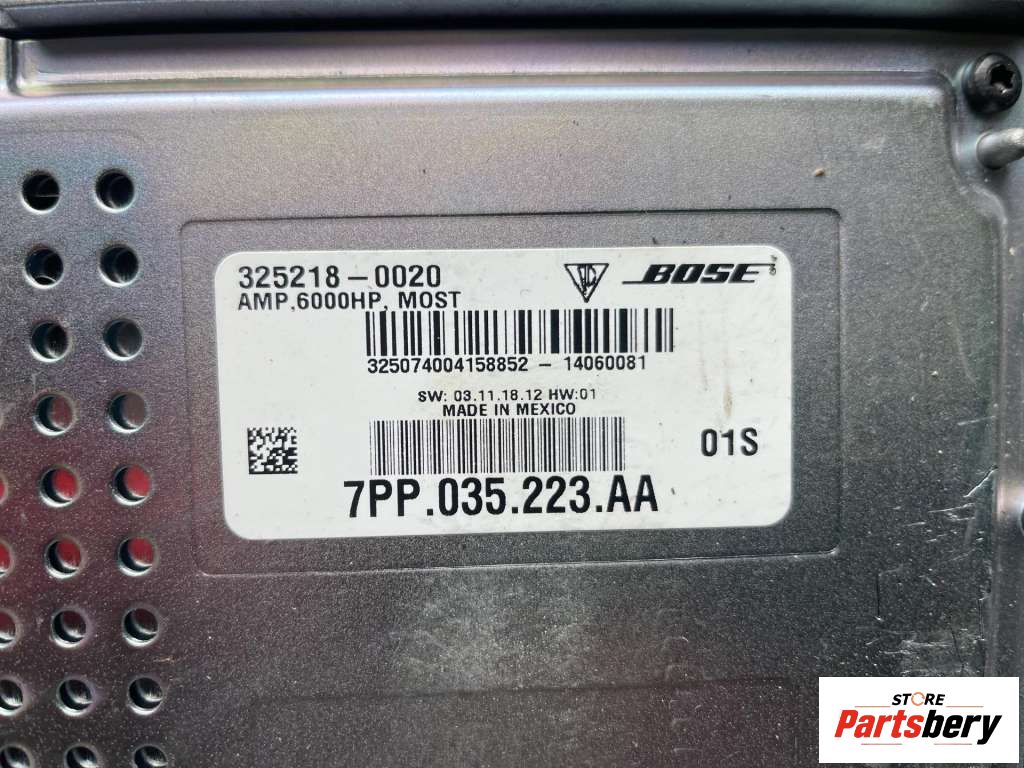 325218-0020
AMP,6000HP, MOST
BOSE
325074004158852 - 14060081
SW: 03.11.18.12 HW:01
MADE IN MEXICO
01S
7PP.035.223.AA
STORE
Partsbery